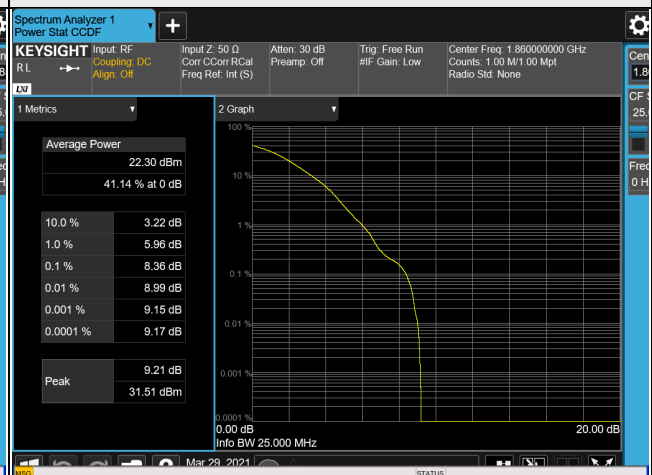 Spectrum Analyzer 1
Power Stat CCDF
KEYSIGHT
RL
LXI
Input: RF
Coupling: DC
Align: Off
Input Z: 50 Ω
Corr CCorr RCal
Freq Ref: Int (S)
Atten: 30 dB
Preamp: Off
Trig: Free Run
#IF Gain: Low
Center Freq: 1.860000000 GHz
Counts: 1.00 M/1.00 Mpt
Radio Std: None
1 Metrics
Average Power
22.30 dBm
41.14 % at 0 dB
10.0 % 3.22 dB
1.0 % 5.96 dB
0.1 % 8.36 dB
0.01 % 8.99 dB
0.001 % 9.15 dB
0.0001 % 9.17 dB
Peak
9.21 dB
31.51 dBm
2 Graph
100 %
10 %
1 %
0.1 %
0.01 %
0.001 %
0.0001 %
0.00 dB 20.00 dB
Info BW 25.000 MHz
Cen
1.8
CF S
25.
Fred
0 H
Mar 29, 2021
MSG
STATUS